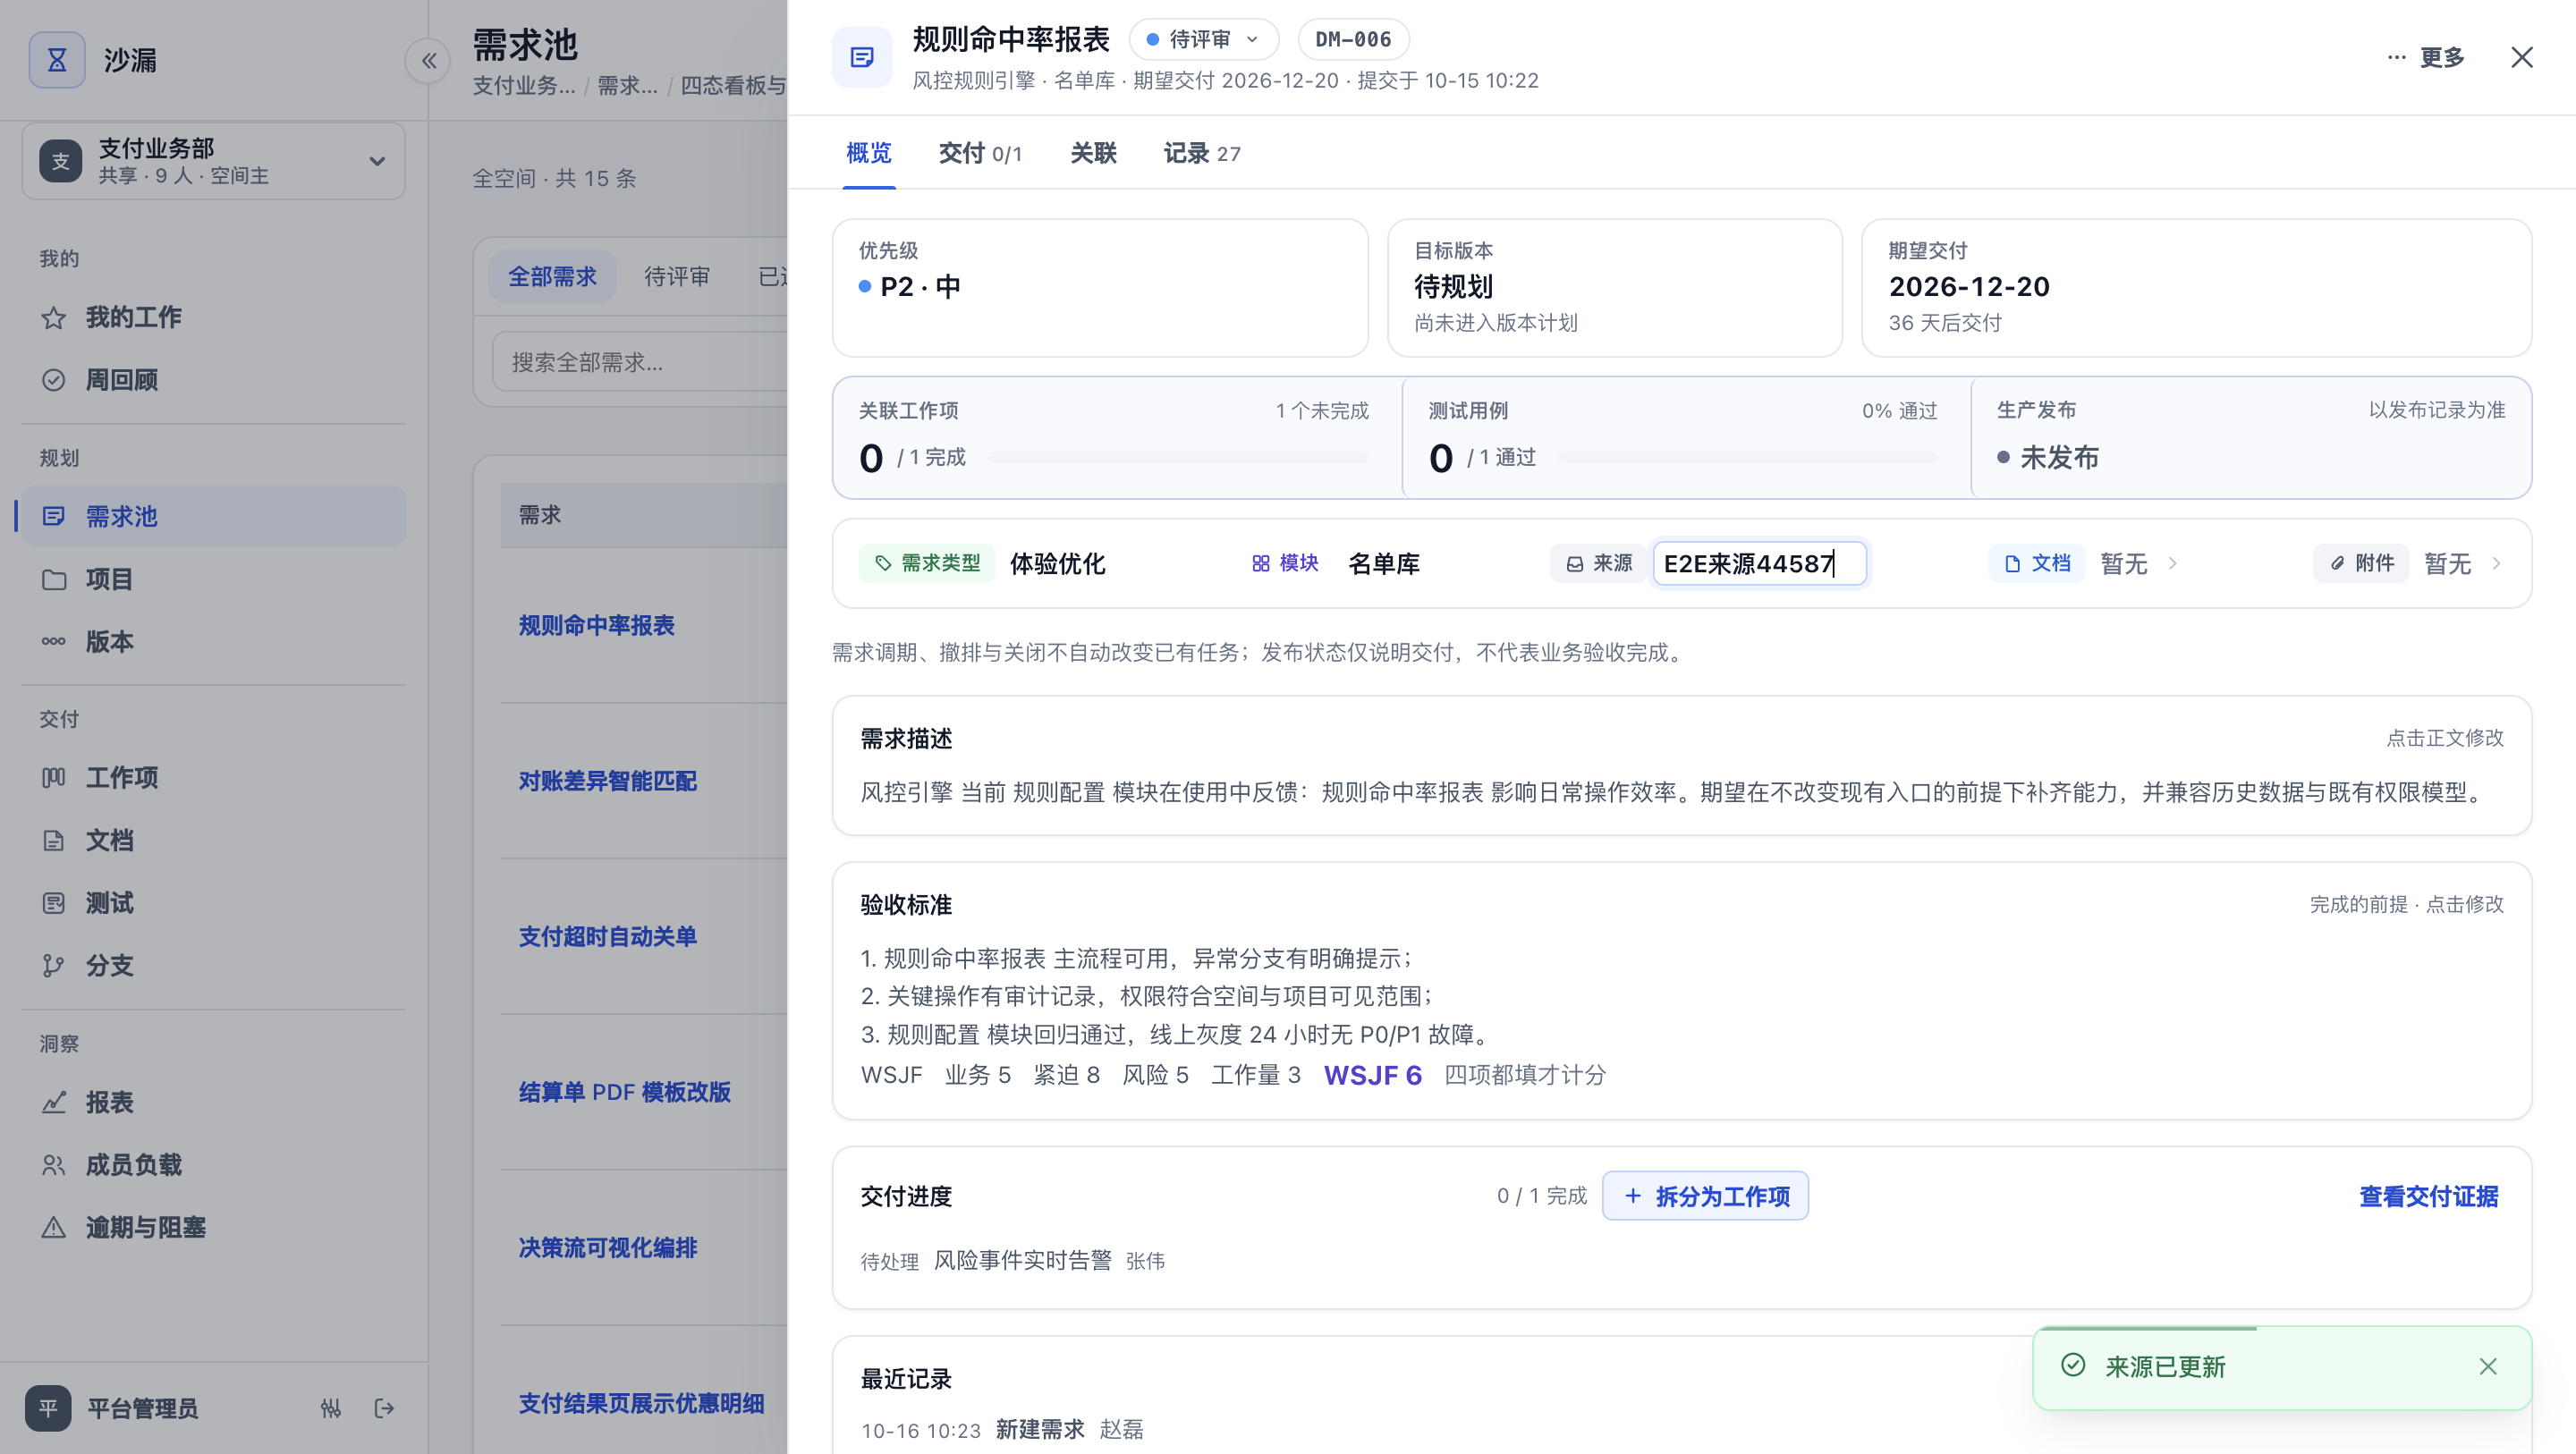 沙漏
支付业务部
共享 · 9 人 · 空间主
支
我的
我的工作
周回顾
规划
需求池
项目
版本
交付
工作项
文档
测试
分支
洞察
报表
成员负载
逾期与阻塞
平
平台管理员
需求池
支付业务... / 需求... / 四态看板与
全空间 · 共 15 条
全部需求 待评审
搜索全部需求...
需求
规则命中率报表
对账差异智能匹配
支付超时自动关单
结算单 PDF 模板改版
决策流可视化编排
支付结果页展示优惠明细
规则命中率报表 待评审 DM-006
风控规则引擎 · 名单库 · 期望交付 2026-12-20 · 提交于 10-15 10:22
··· 更多
概览 交付 0/1 关联 记录 27
优先级
P2 · 中
目标版本
待规划
尚未进入版本计划
期望交付
2026-12-20
36 天后交付
关联工作项 1 个未完成
0 / 1 完成
测试用例 0% 通过
0 / 1 通过
生产发布 以发布记录为准
未发布
需求类型 体验优化 模块 名单库 来源 E2E来源44587 文档 暂无 附件 暂无
需求调期、撤排与关闭不自动改变已有任务；发布状态仅说明交付，不代表业务验收完成。
需求描述 点击正文修改
风控引擎 当前 规则配置 模块在使用中反馈：规则命中率报表 影响日常操作效率。期望在不改变现有入口的前提下补齐能力，并兼容历史数据与既有权限模型。
验收标准 完成的前提 · 点击修改
1. 规则命中率报表 主流程可用，异常分支有明确提示；
2. 关键操作有审计记录，权限符合空间与项目可见范围；
3. 规则配置 模块回归通过，线上灰度 24 小时无 P0/P1 故障。
WSJF 业务 5 紧迫 8 风险 5 工作量 3 WSJF 6 四项都填才计分
交付进度 0 / 1 完成 + 拆分为工作项 查看交付证据
待处理 风险事件实时告警 张伟
最近记录
10-16 10:23 新建需求 赵磊
来源已更新